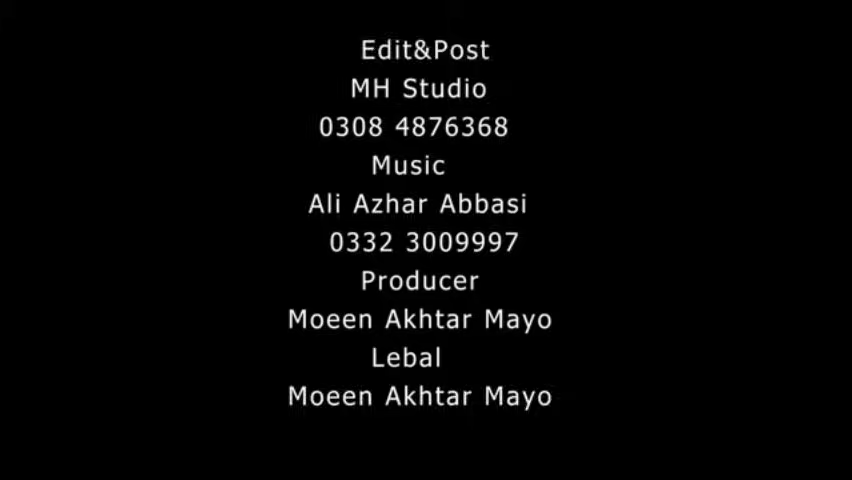 Edit&Post
MH Studio
0308 4876368
Music
Ali Azhar Abbasi
0332 3009997
Producer
Moeen Akhtar Mayo
Lebal
Moeen Akhtar Mayo